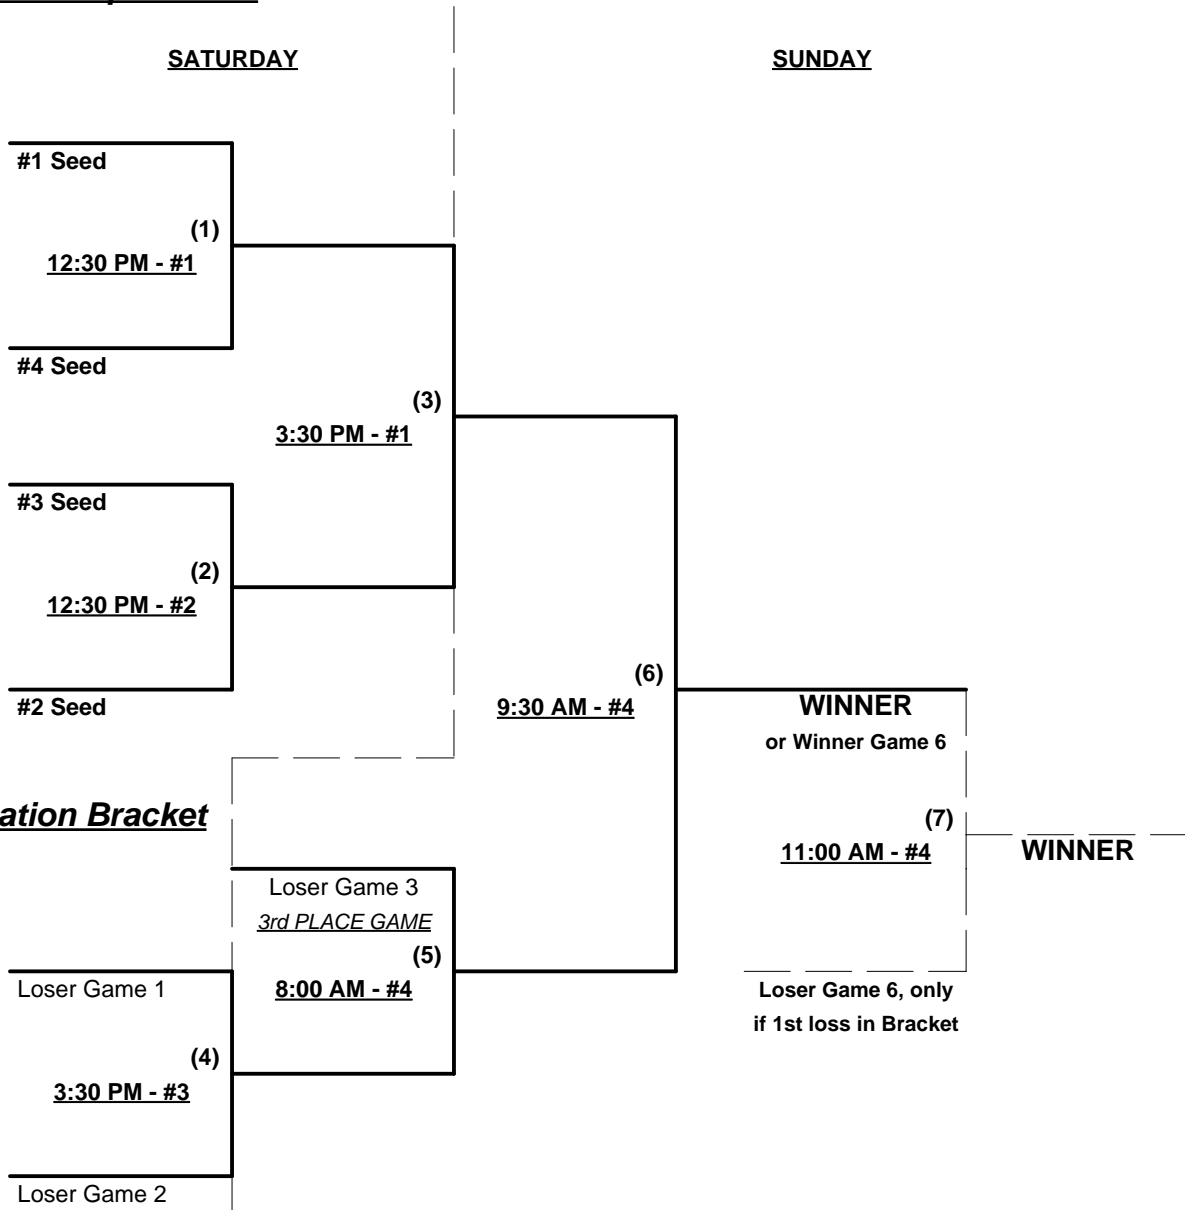 SATURDAY
SUNDAY
#1 Seed
(1)
12:30 PM - #1
#4 Seed
(3)
3:30 PM - #1
#3 Seed
(2)
12:30 PM - #2
#2 Seed
(6)
9:30 AM - #4
WINNER
or Winner Game 6
ation Bracket
(7)
11:00 AM - #4
WINNER
Loser Game 3
3rd PLACE GAME
(5)
8:00 AM - #4
Loser Game 1
Loser Game 6, only
if 1st loss in Bracket
(4)
3:30 PM - #3
Loser Game 2